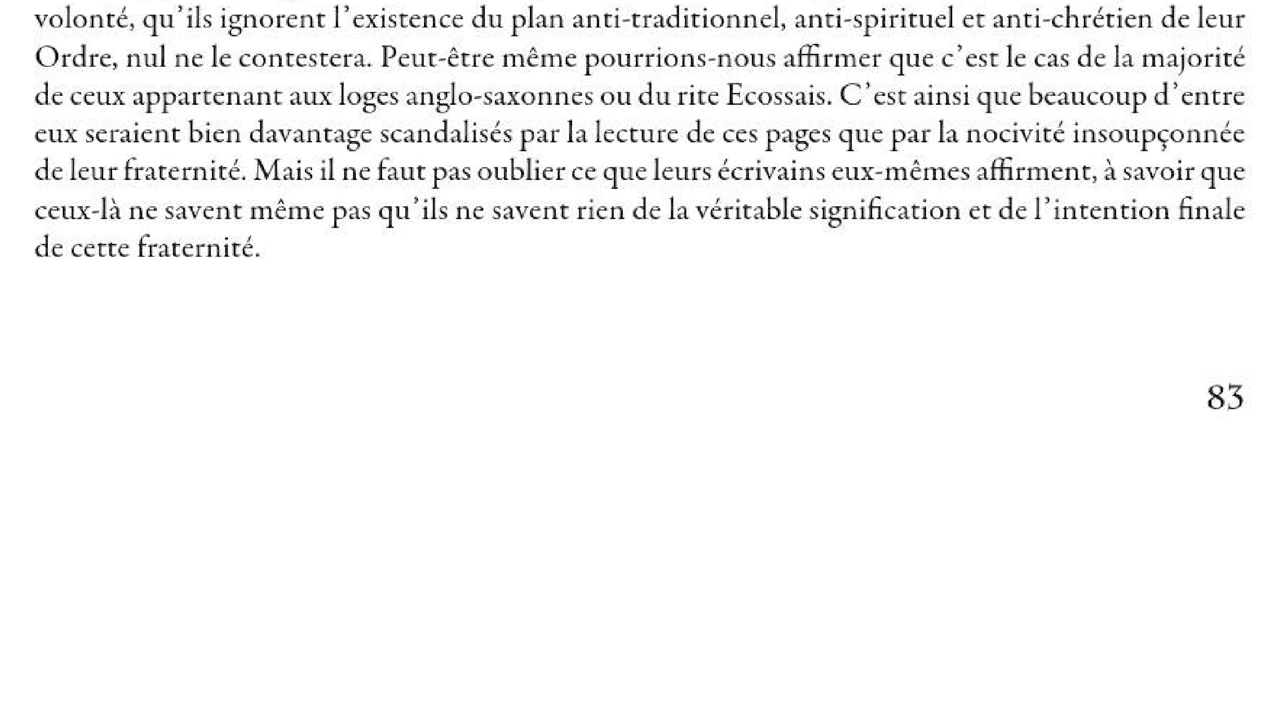 volonté, qu’ils ignorent l’existence du plan anti-traditionnel, anti-spirituel et anti-chrétien de leur
Ordre, nul ne le contestera. Peut-être même pourrions-nous affirmer que c’est le cas de la majorité
de ceux appartenant aux loges anglo-saxonnes ou du rite Ecossais. C’est ainsi que beaucoup d’entre
eux seraient bien davantage scandalisés par la lecture de ces pages que par la nocivité insoupçonnée
de leur fraternité. Mais il ne faut pas oublier ce que leurs écrivains eux-mêmes affirment, à savoir que
ceux-là ne savent même pas qu’ils ne savent rien de la véritable signification et de l’intention finale
de cette fraternité.
83